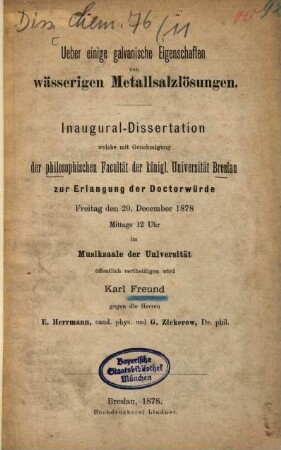 Diss. chem. 76/11
Ueber einige galvanische Eigenschaften
von
wässerigen Metallsalzlösungen.
Inaugural-Dissertation
welche mit Genehmigung
der philosophischen Facultät der königl. Universität Breslau
zur Erlangung der Doctorwürde
Freitag den 20. December 1878
Mittags 12 Uhr
im
Musiksaale der Universität
öffentlich vertheidigen wird
Karl Freund
gegen die Herren
E. Herrmann, cand. phys. und G. Zickerow, Dr. phil.
Bayerische
Staatsbibliothek
München
Breslau, 1878.
Buchdruckerei Lindner.